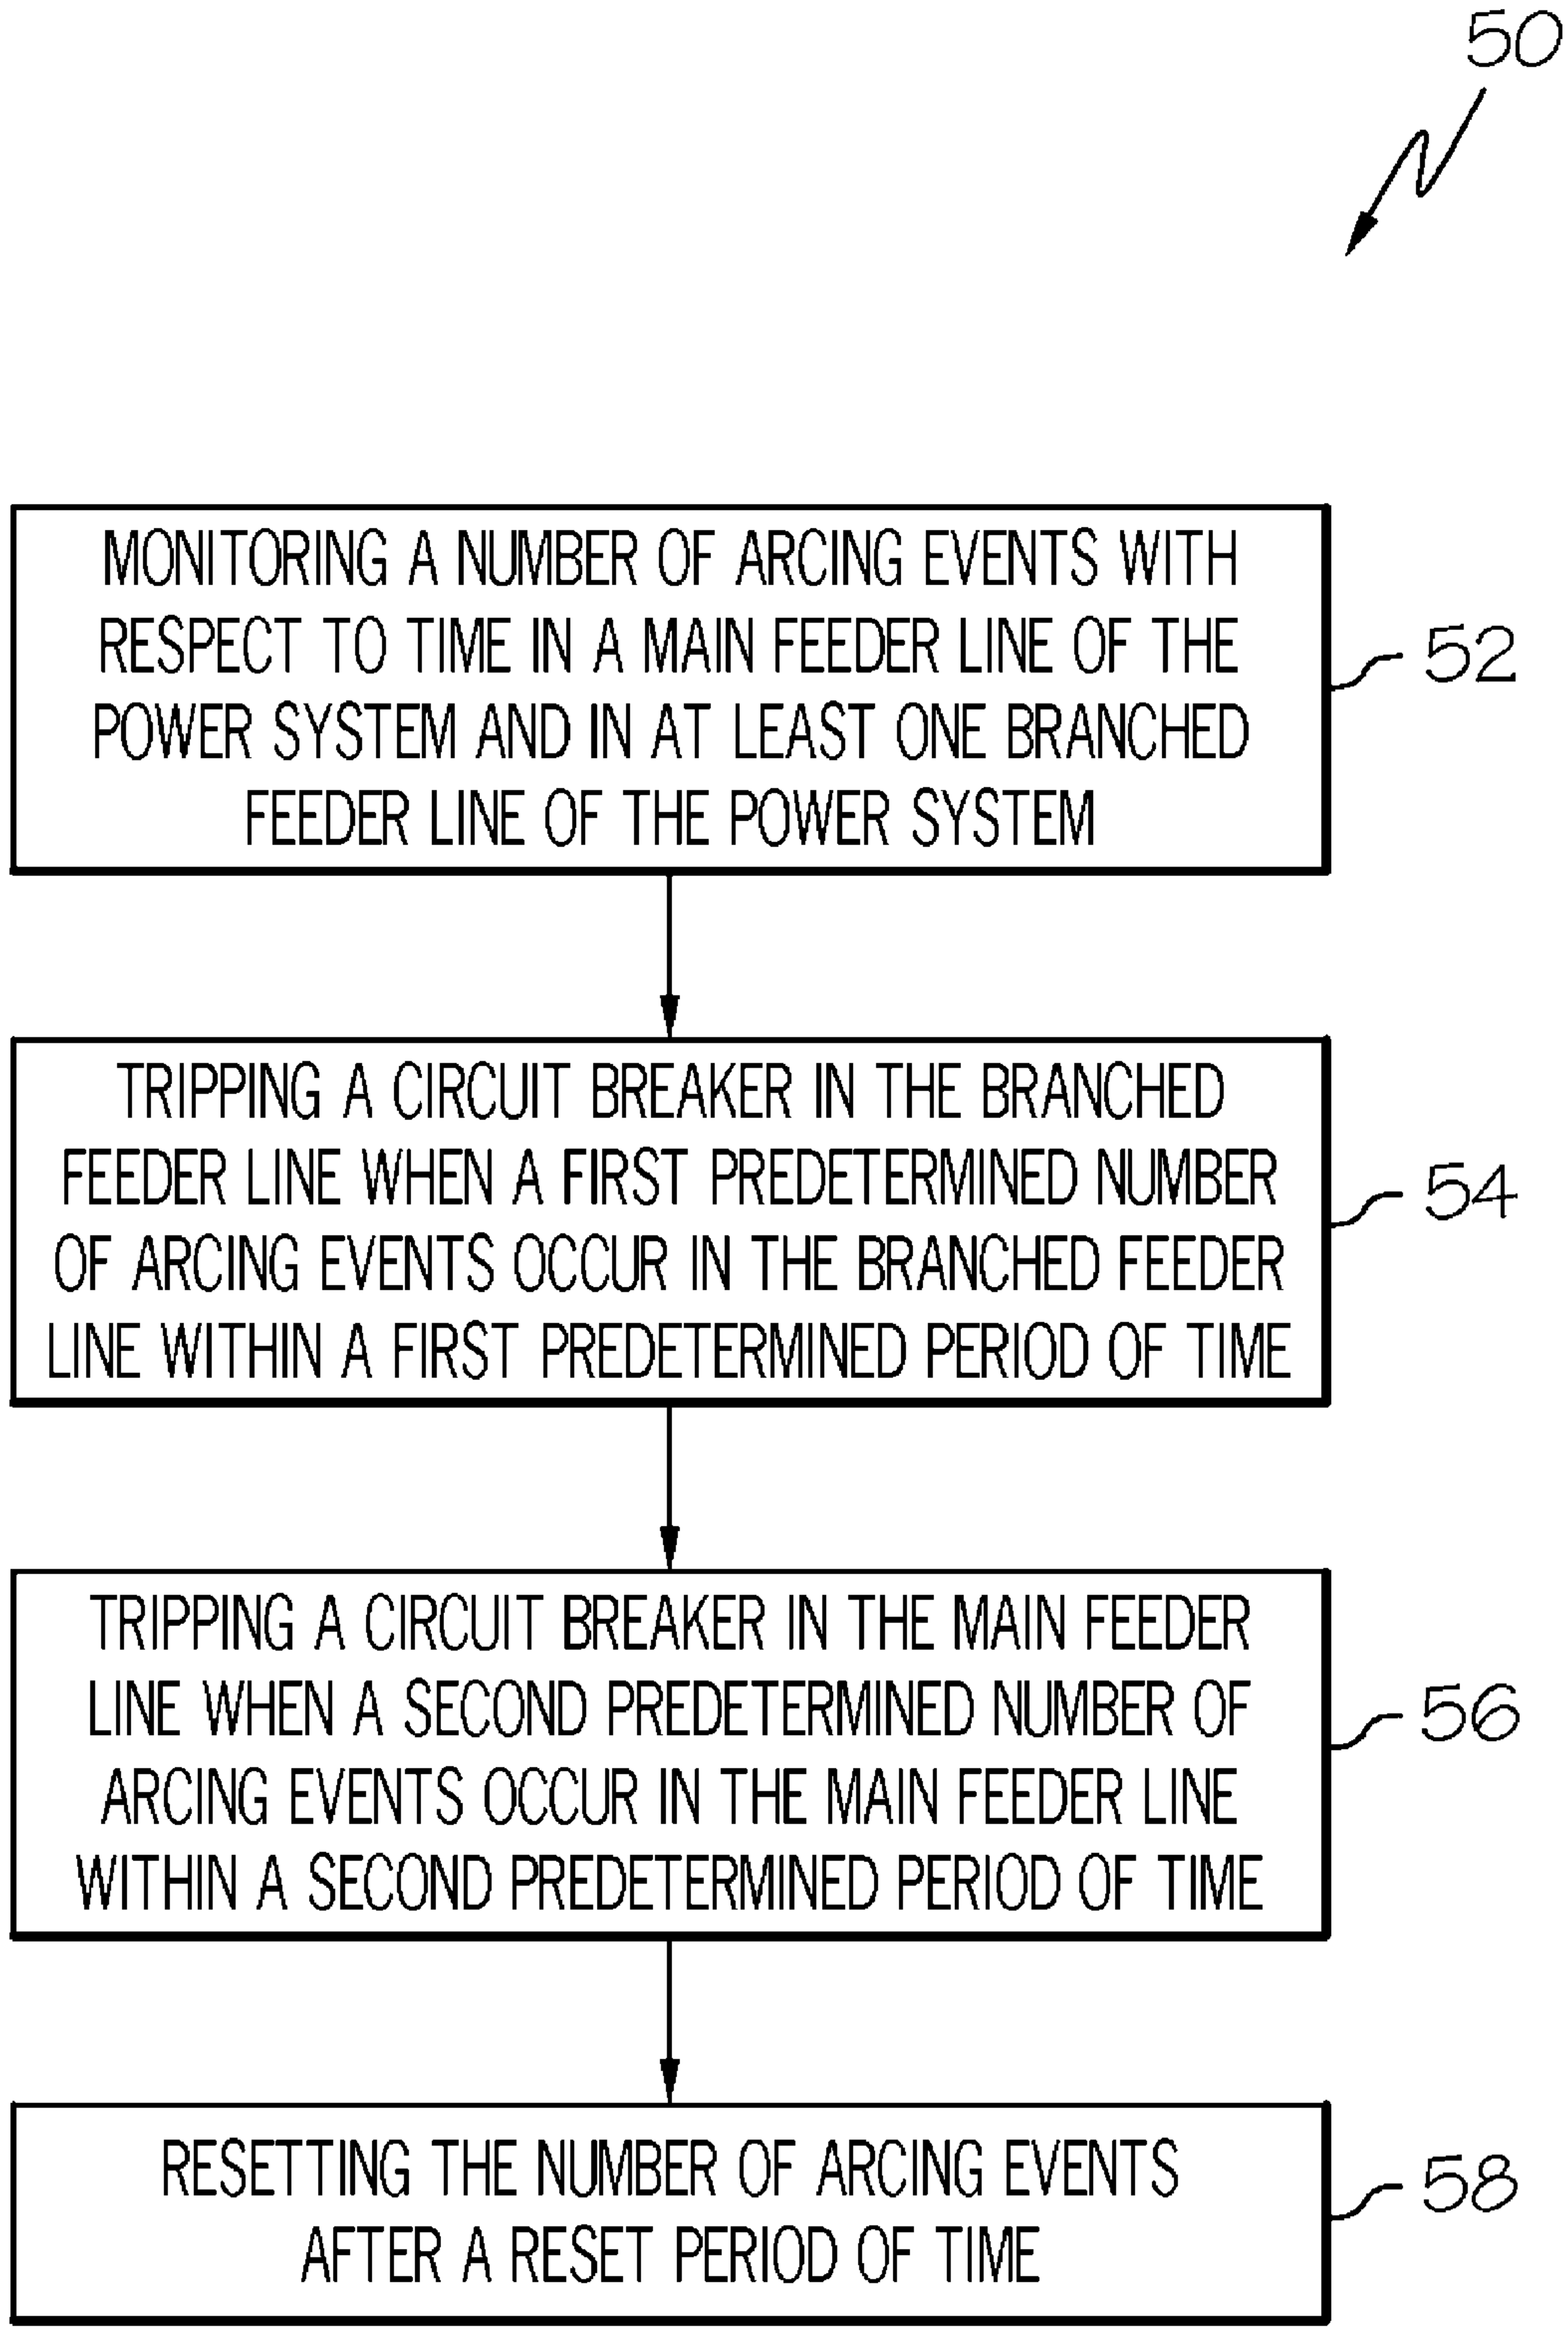 50
MONITORING A NUMBER OF ARCING EVENTS WITH
RESPECT TO TIME IN A MAIN FEEDER LINE OF THE
POWER SYSTEM AND IN AT LEAST ONE BRANCHED
FEEDER LINE OF THE POWER SYSTEM
52
TRIPPING A CIRCUIT BREAKER IN THE BRANCHED
FEEDER LINE WHEN A FIRST PREDETERMINED NUMBER
OF ARCING EVENTS OCCUR IN THE BRANCHED FEEDER
LINE WITHIN A FIRST PREDETERMINED PERIOD OF TIME
54
TRIPPING A CIRCUIT BREAKER IN THE MAIN FEEDER
LINE WHEN A SECOND PREDETERMINED NUMBER OF
ARCING EVENTS OCCUR IN THE MAIN FEEDER LINE
WITHIN A SECOND PREDETERMINED PERIOD OF TIME
56
RESETTING THE NUMBER OF ARCING EVENTS
AFTER A RESET PERIOD OF TIME
58